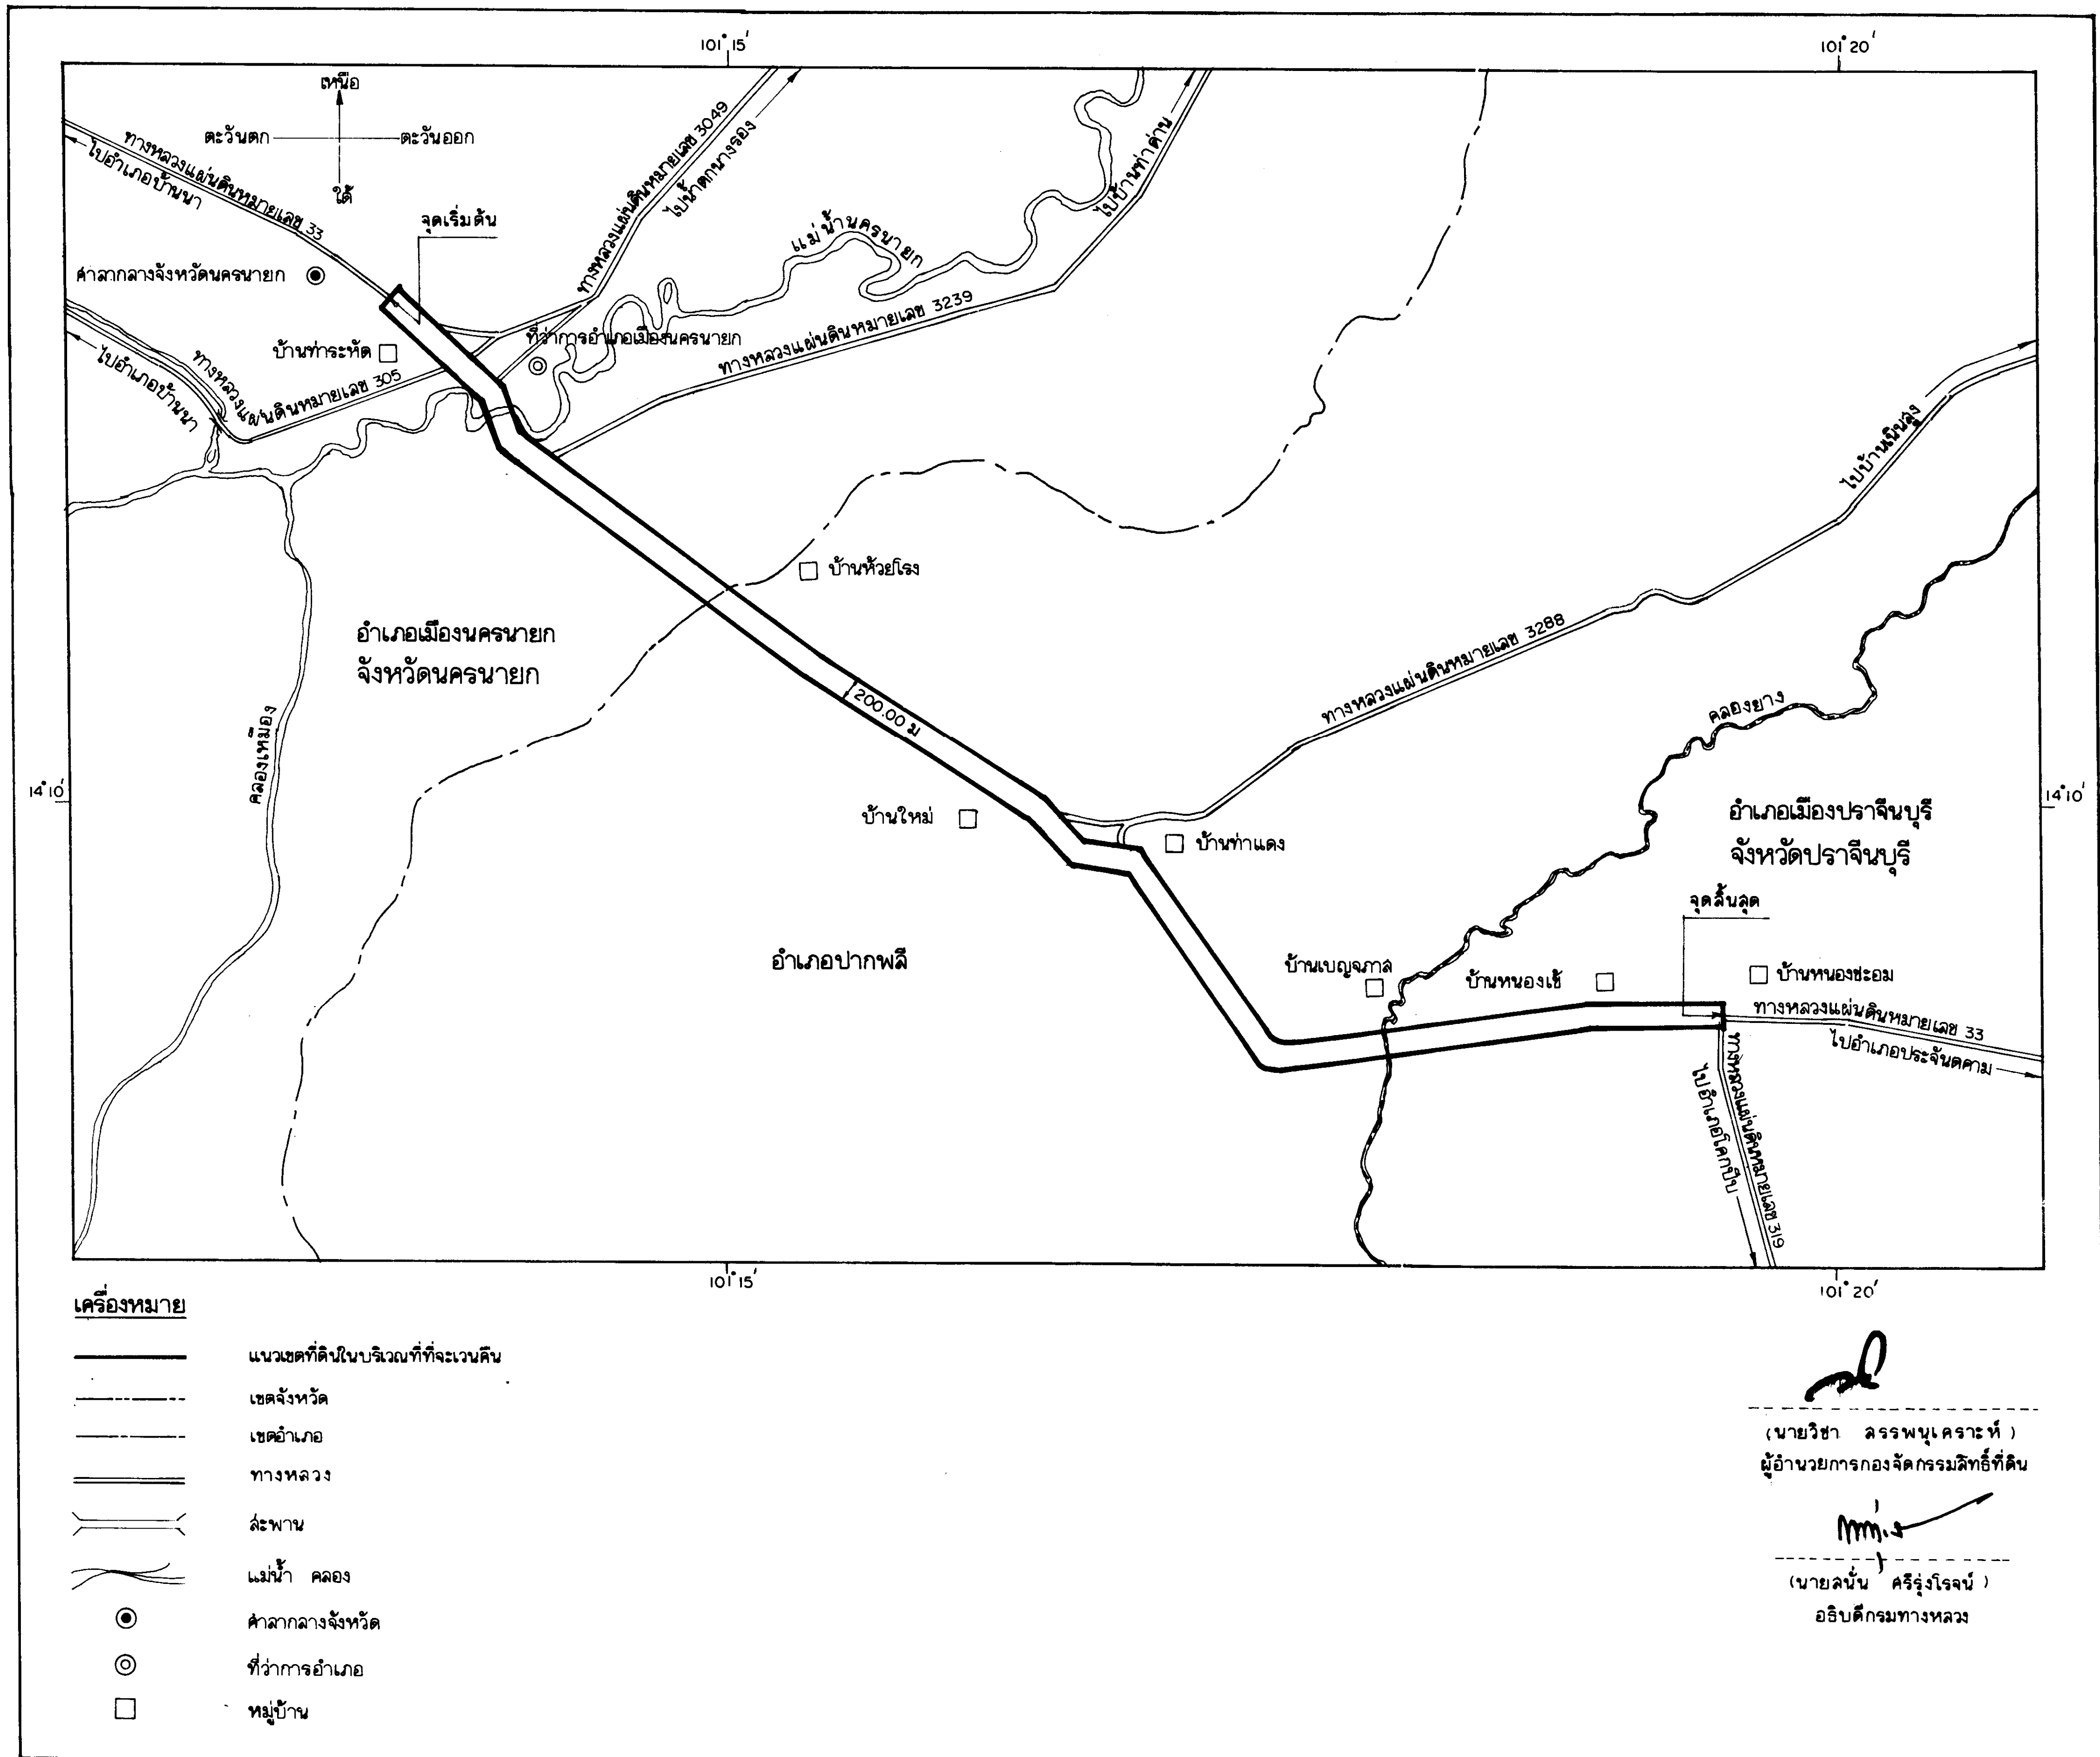 101° 15'
101° 20'
เหนือ
ตะวันตก
ตะวันออก
ใต้
ทางหลวงแผ่นดินหมายเลข 33
ไปอำเภอบ้านนา
จุดเริ่มต้น
ทางหลวงแผ่นดินหมายเลข 3049
ไปน้ำตกนางรอง
ไปบ้านท่าด่าน
แม่น้ำนครนายก
ศาลากลางจังหวัดนครนายก
ทางหลวงแผ่นดินหมายเลข 3239
ที่ว่าการอำเภอเมืองนครนายก
บ้านท่าระหัด
ทางหลวงแผ่นดินหมายเลข 305
ไปอำเภอบ้านนา
ไปบ้านเนินสูง
บ้านห้วยโรง
อำเภอเมืองนครนายก
จังหวัดนครนายก
ทางหลวงแผ่นดินหมายเลข 3288
200.00 ม
คลองยาง
คลองเหมือง
14° 10'
14° 10'
บ้านใหม่
บ้านท่าแดง
อำเภอเมืองปราจีนบุรี
จังหวัดปราจีนบุรี
จุดสิ้นสุด
อำเภอปากพลี
บ้านเบญจภาส
บ้านหนองเข้
บ้านหนองชะอม
ทางหลวงแผ่นดินหมายเลข 33
ไปอำเภอประจันตคาม
ทางหลวงแผ่นดินหมายเลข 319
ไปอำเภอโคกปีบ
101° 15'
101° 20'
เครื่องหมาย
แนวเขตที่ดินในบริเวณที่ที่จะเวนคืน
เขตจังหวัด
เขตอำเภอ
ทางหลวง
สะพาน
แม่น้ำ คลอง
ศาลากลางจังหวัด
ที่ว่าการอำเภอ
หมู่บ้าน
(นายวิชา สรรพนุเคราะห์)
ผู้อำนวยการกองจัดกรรมสิทธิ์ที่ดิน
(นายสนั่น ศรีรุ่งโรจน์)
อธิบดีกรมทางหลวง